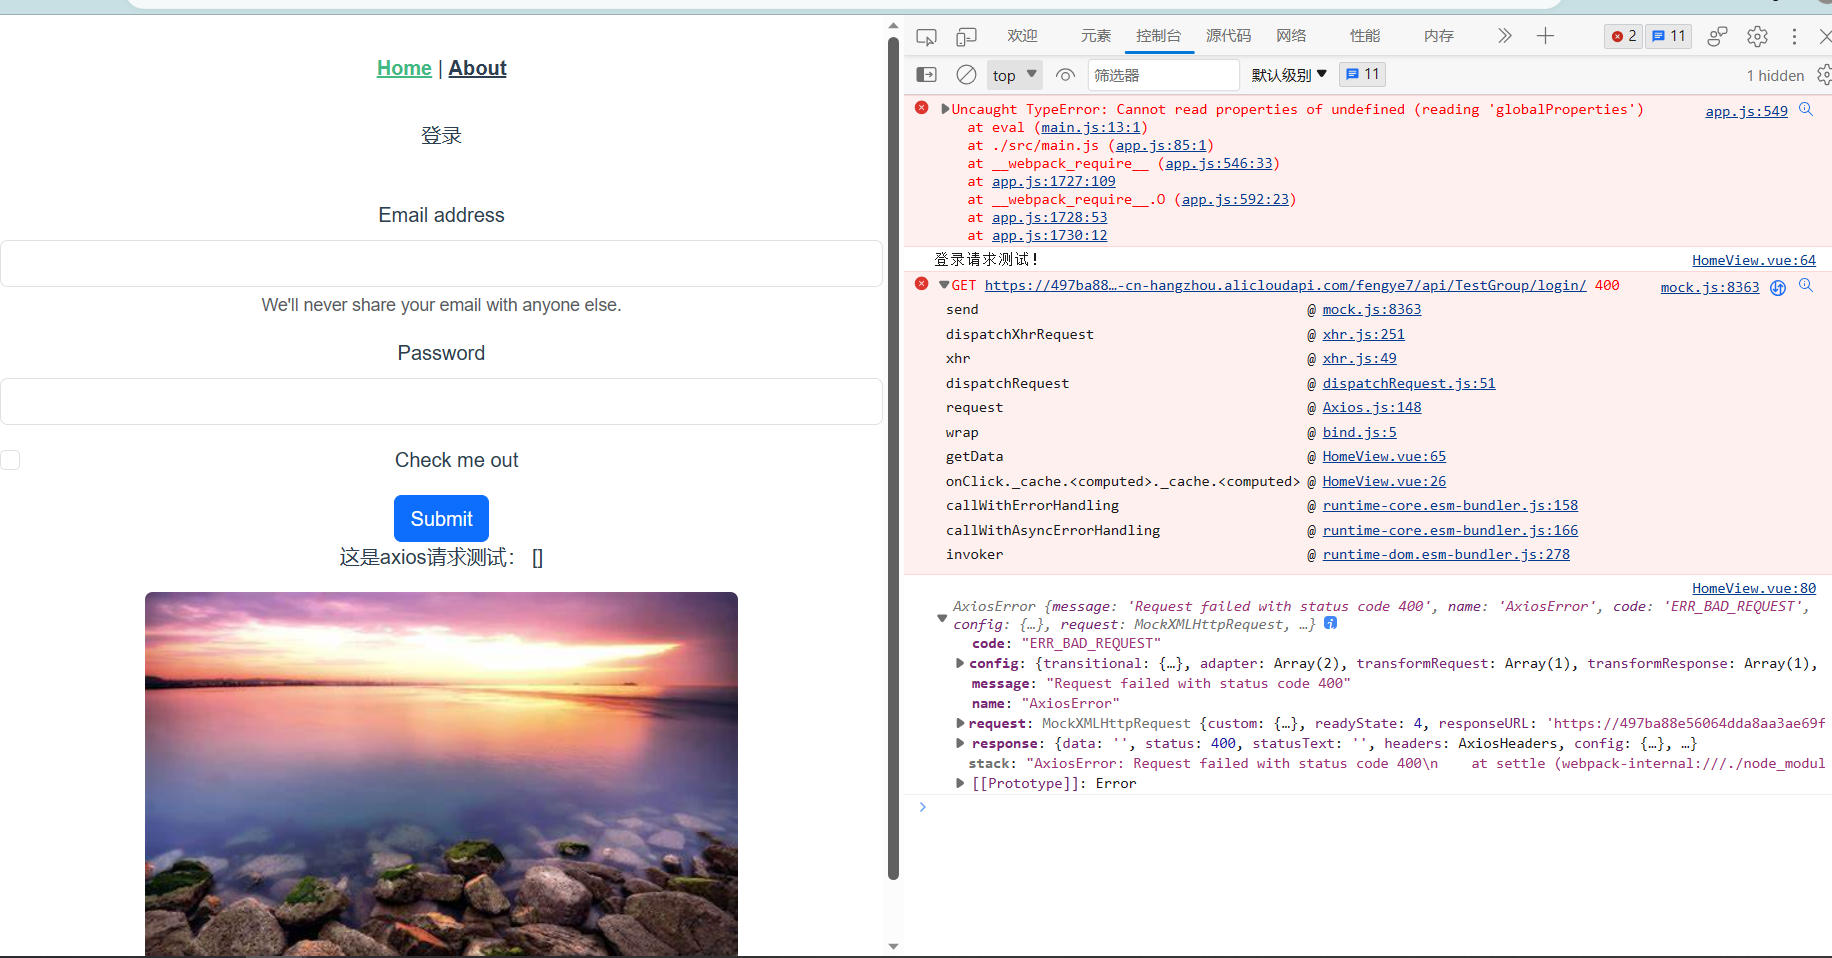 Home | About
登录
Email address
We'll never share your email with anyone else.
Password
Check me out
Submit
这是axios请求测试： []
欢迎 元素 控制台 源代码 网络 性能 内存 2 11
top 筛选器 默认级别 11 1 hidden
Uncaught TypeError: Cannot read properties of undefined (reading 'globalProperties') app.js:549
at eval (main.js:13:1)
at ./src/main.js (app.js:85:1)
at __webpack_require__ (app.js:546:33)
at app.js:1727:109
at __webpack_require__.O (app.js:592:23)
at app.js:1728:53
at app.js:1730:12
登录请求测试！ HomeView.vue:64
GET https://497ba88…-cn-hangzhou.alicloudapi.com/fengye7/api/TestGroup/login/ 400 mock.js:8363
send @ mock.js:8363
dispatchXhrRequest @ xhr.js:251
xhr @ xhr.js:49
dispatchRequest @ dispatchRequest.js:51
request @ Axios.js:148
wrap @ bind.js:5
getData @ HomeView.vue:65
onClick._cache.<computed>._cache.<computed> @ HomeView.vue:26
callWithErrorHandling @ runtime-core.esm-bundler.js:158
callWithAsyncErrorHandling @ runtime-core.esm-bundler.js:166
invoker @ runtime-dom.esm-bundler.js:278
HomeView.vue:80
AxiosError {message: 'Request failed with status code 400', name: 'AxiosError', code: 'ERR_BAD_REQUEST',
config: {…}, request: MockXMLHttpRequest, …}
code: "ERR_BAD_REQUEST"
config: {transitional: {…}, adapter: Array(2), transformRequest: Array(1), transformResponse: Array(1),
message: "Request failed with status code 400"
name: "AxiosError"
request: MockXMLHttpRequest {custom: {…}, readyState: 4, responseURL: 'https://497ba88e56064dda8aa3ae69f
response: {data: '', status: 400, statusText: '', headers: AxiosHeaders, config: {…}, …}
stack: "AxiosError: Request failed with status code 400\n    at settle (webpack-internal:///./node_modul
[[Prototype]]: Error